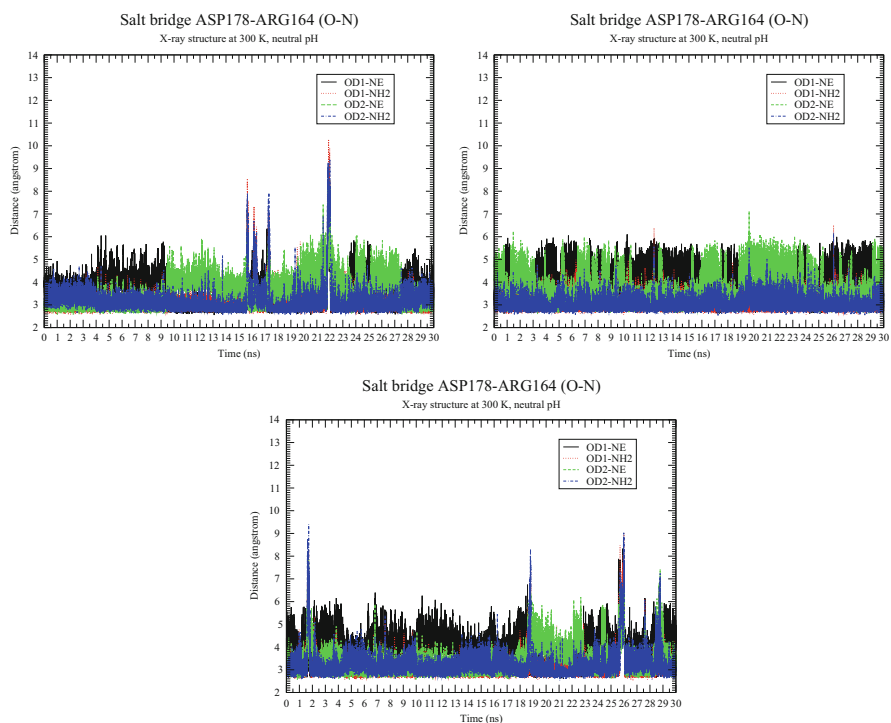 Salt bridge ASP178-ARG164 (O-N)
X-ray structure at 300 K, neutral pH
14
13
12
11
10
9
8
7
6
5
4
3
2
Distance (angstrom)
OD1-NE
OD1-NH2
OD2-NE
OD2-NH2
0 1 2 3 4 5 6 7 8 9 10 11 12 13 14 15 16 17 18 19 20 21 22 23 24 25 26 27 28 29 30
Time (ns)
Salt bridge ASP178-ARG164 (O-N)
X-ray structure at 300 K, neutral pH
14
13
12
11
10
9
8
7
6
5
4
3
2
Distance (angstrom)
OD1-NE
OD1-NH2
OD2-NE
OD2-NH2
0 1 2 3 4 5 6 7 8 9 10 11 12 13 14 15 16 17 18 19 20 21 22 23 24 25 26 27 28 29 30
Time (ns)
Salt bridge ASP178-ARG164 (O-N)
X-ray structure at 300 K, neutral pH
14
13
12
11
10
9
8
7
6
5
4
3
2
Distance (angstrom)
OD1-NE
OD1-NH2
OD2-NE
OD2-NH2
0 1 2 3 4 5 6 7 8 9 10 11 12 13 14 15 16 17 18 19 20 21 22 23 24 25 26 27 28 29 30
Time (ns)